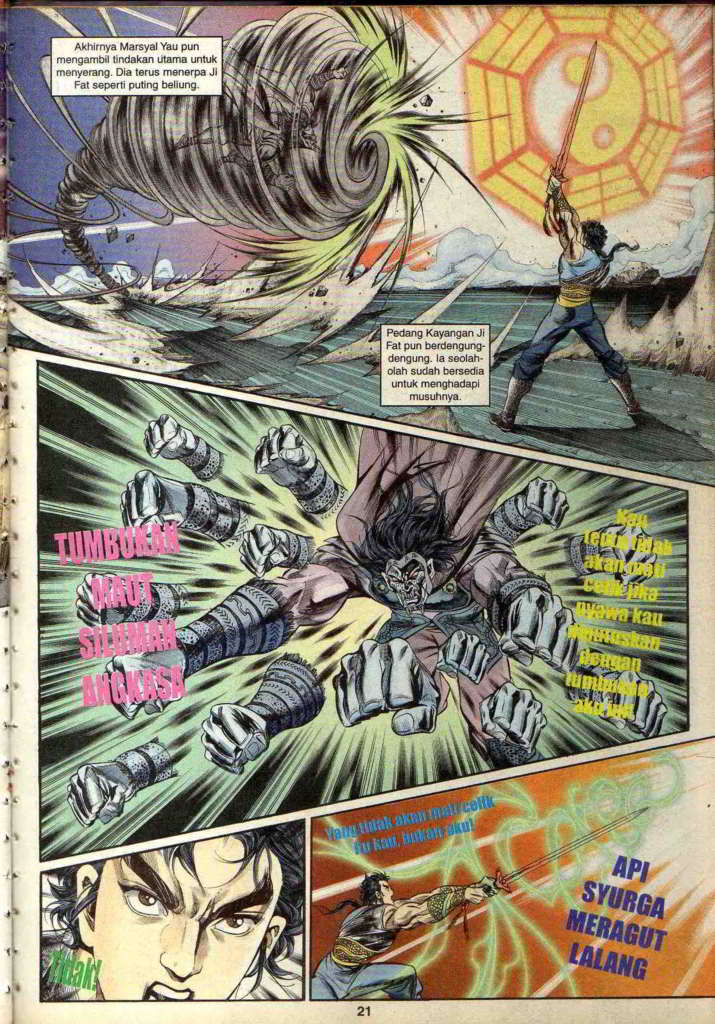 Akhirnya Marsyal Yau pun
mengambil tindakan utama untuk
menyerang. Dia terus menerpa Ji
Fat seperti puting beliung.
Pedang Kayangan Ji
Fat pun berdengung-
dengung. Ia seolah-
olah sudah bersedia
untuk menghadapi
musuhnya.
TUMBUKAN
MAUT
SILUMAN
ANGKASA
Kau
tetap tidak
akan mati
celik jika
nyawa kau
diputuskan
dengan
tumbukan
aku ini!
Tidak!
Yang tidak akan mati celik
itu kau, bukan aku!
API
SYURGA
MERAGUT
LALANG
21